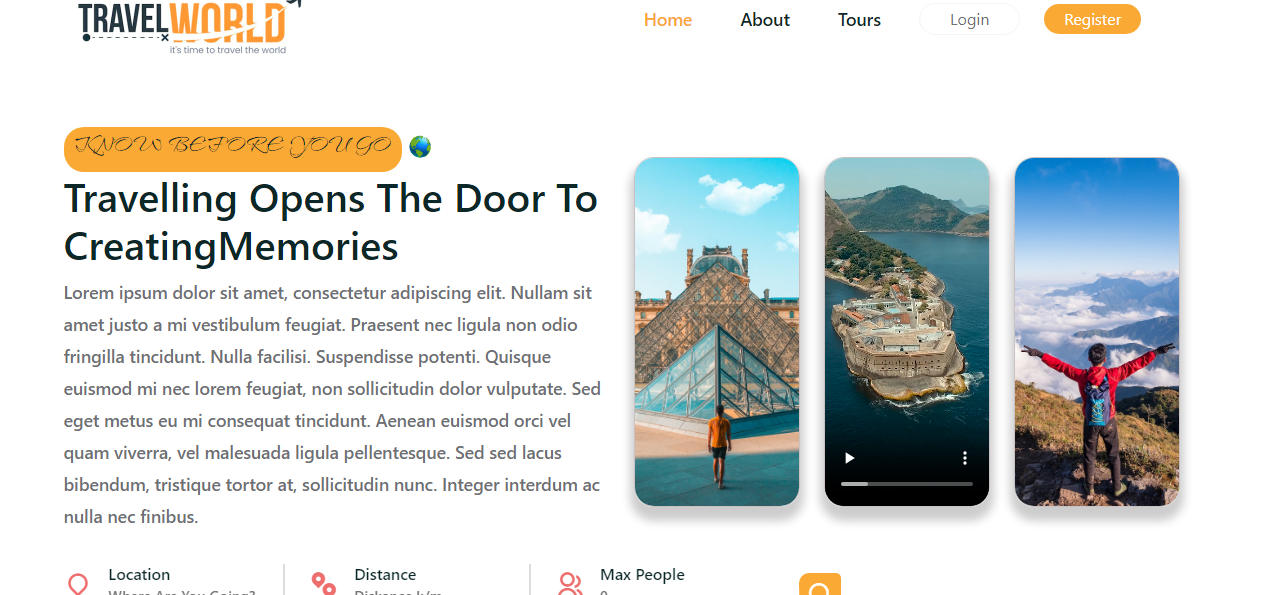 TRAVELWORLD
it's time to travel the world
Home About Tours Login Register
KNOW BEFORE YOU GO
Travelling Opens The Door To
CreatingMemories
Lorem ipsum dolor sit amet, consectetur adipiscing elit. Nullam sit
amet justo a mi vestibulum feugiat. Praesent nec ligula non odio
fringilla tincidunt. Nulla facilisi. Suspendisse potenti. Quisque
euismod mi nec lorem feugiat, non sollicitudin dolor vulputate. Sed
eget metus eu mi consequat tincidunt. Aenean euismod orci vel
quam viverra, vel malesuada ligula pellentesque. Sed sed lacus
bibendum, tristique tortor at, sollicitudin nunc. Integer interdum ac
nulla nec finibus.
Location Distance Max People
Where Are You Going?